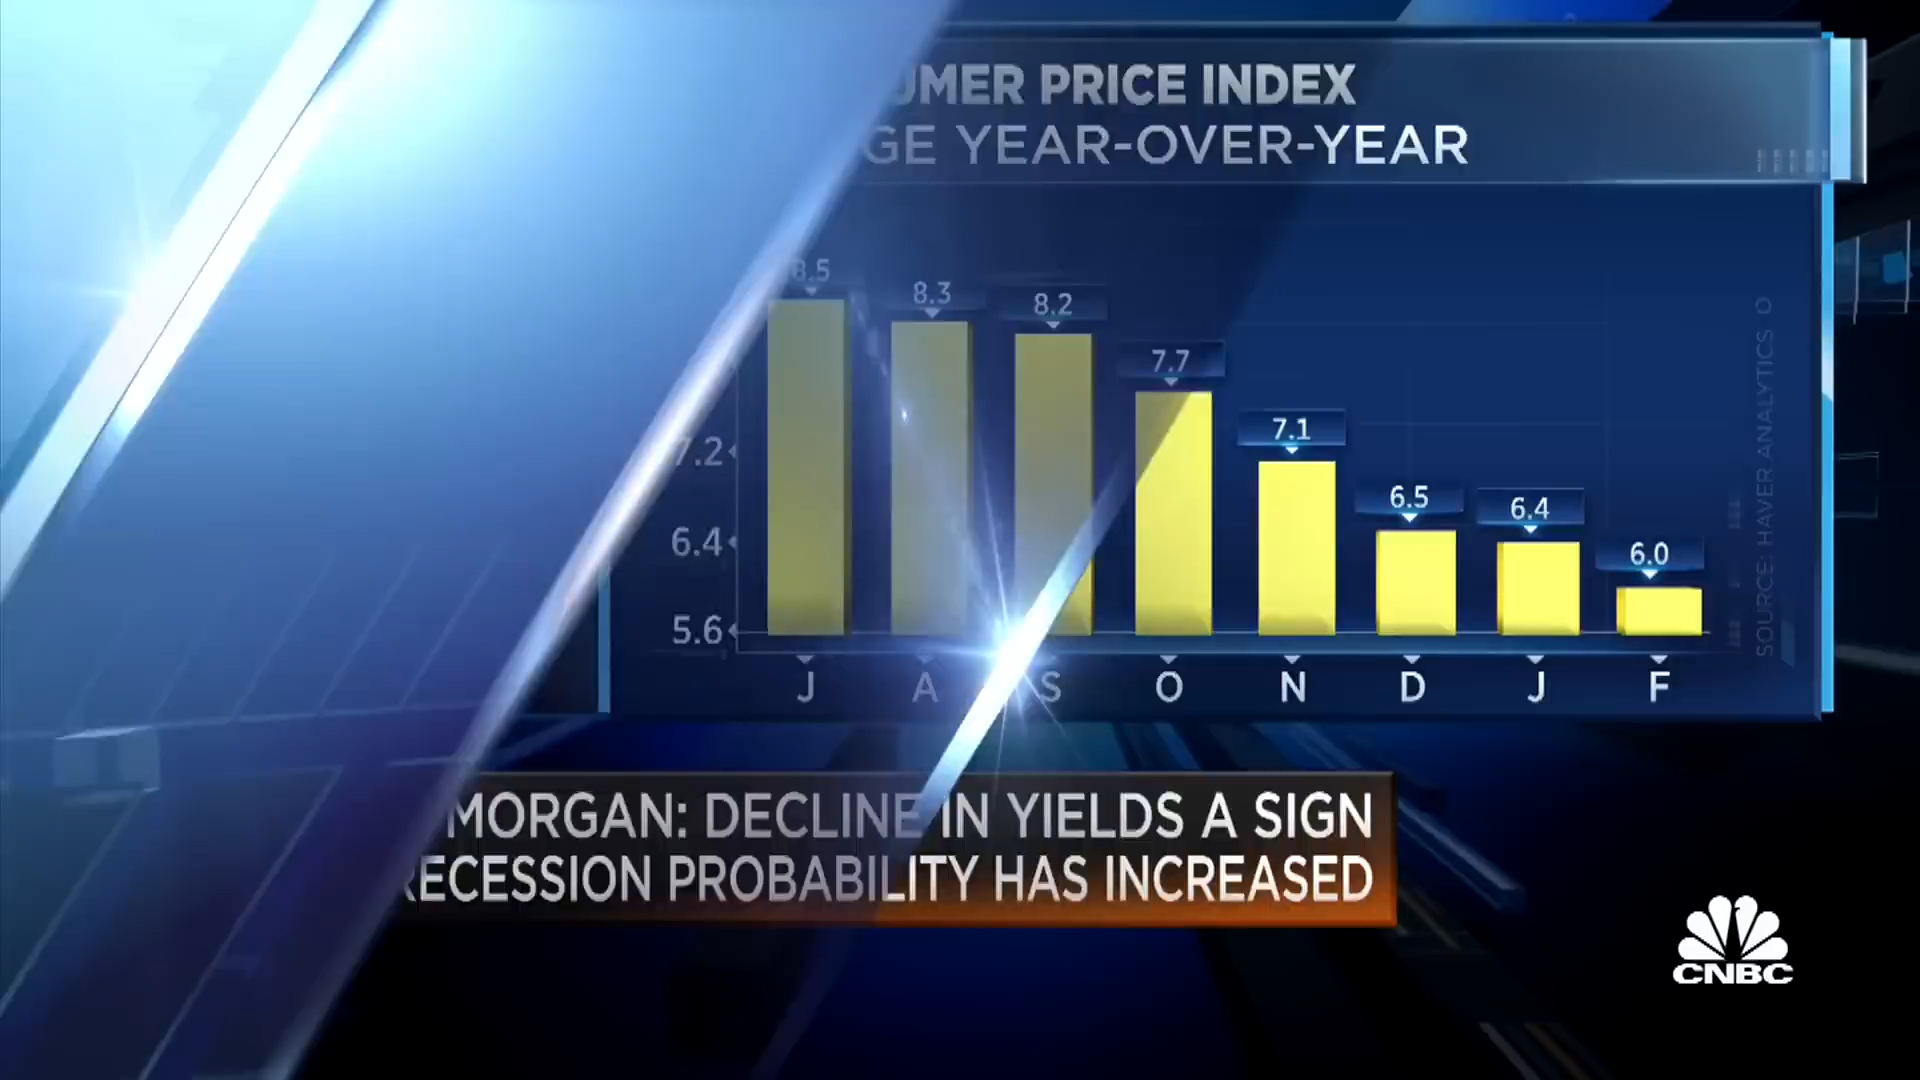 UMER PRICE INDEX
GE YEAR-OVER-YEAR
8.5
8.3
8.2
7.7
7.1
6.5
6.4
6.0
7.2
6.4
5.6
J A S O N D J F
SOURCE: HAVER ANALYTICS
MORGAN: DECLINE IN YIELDS A SIGN
RECESSION PROBABILITY HAS INCREASED
CNBC